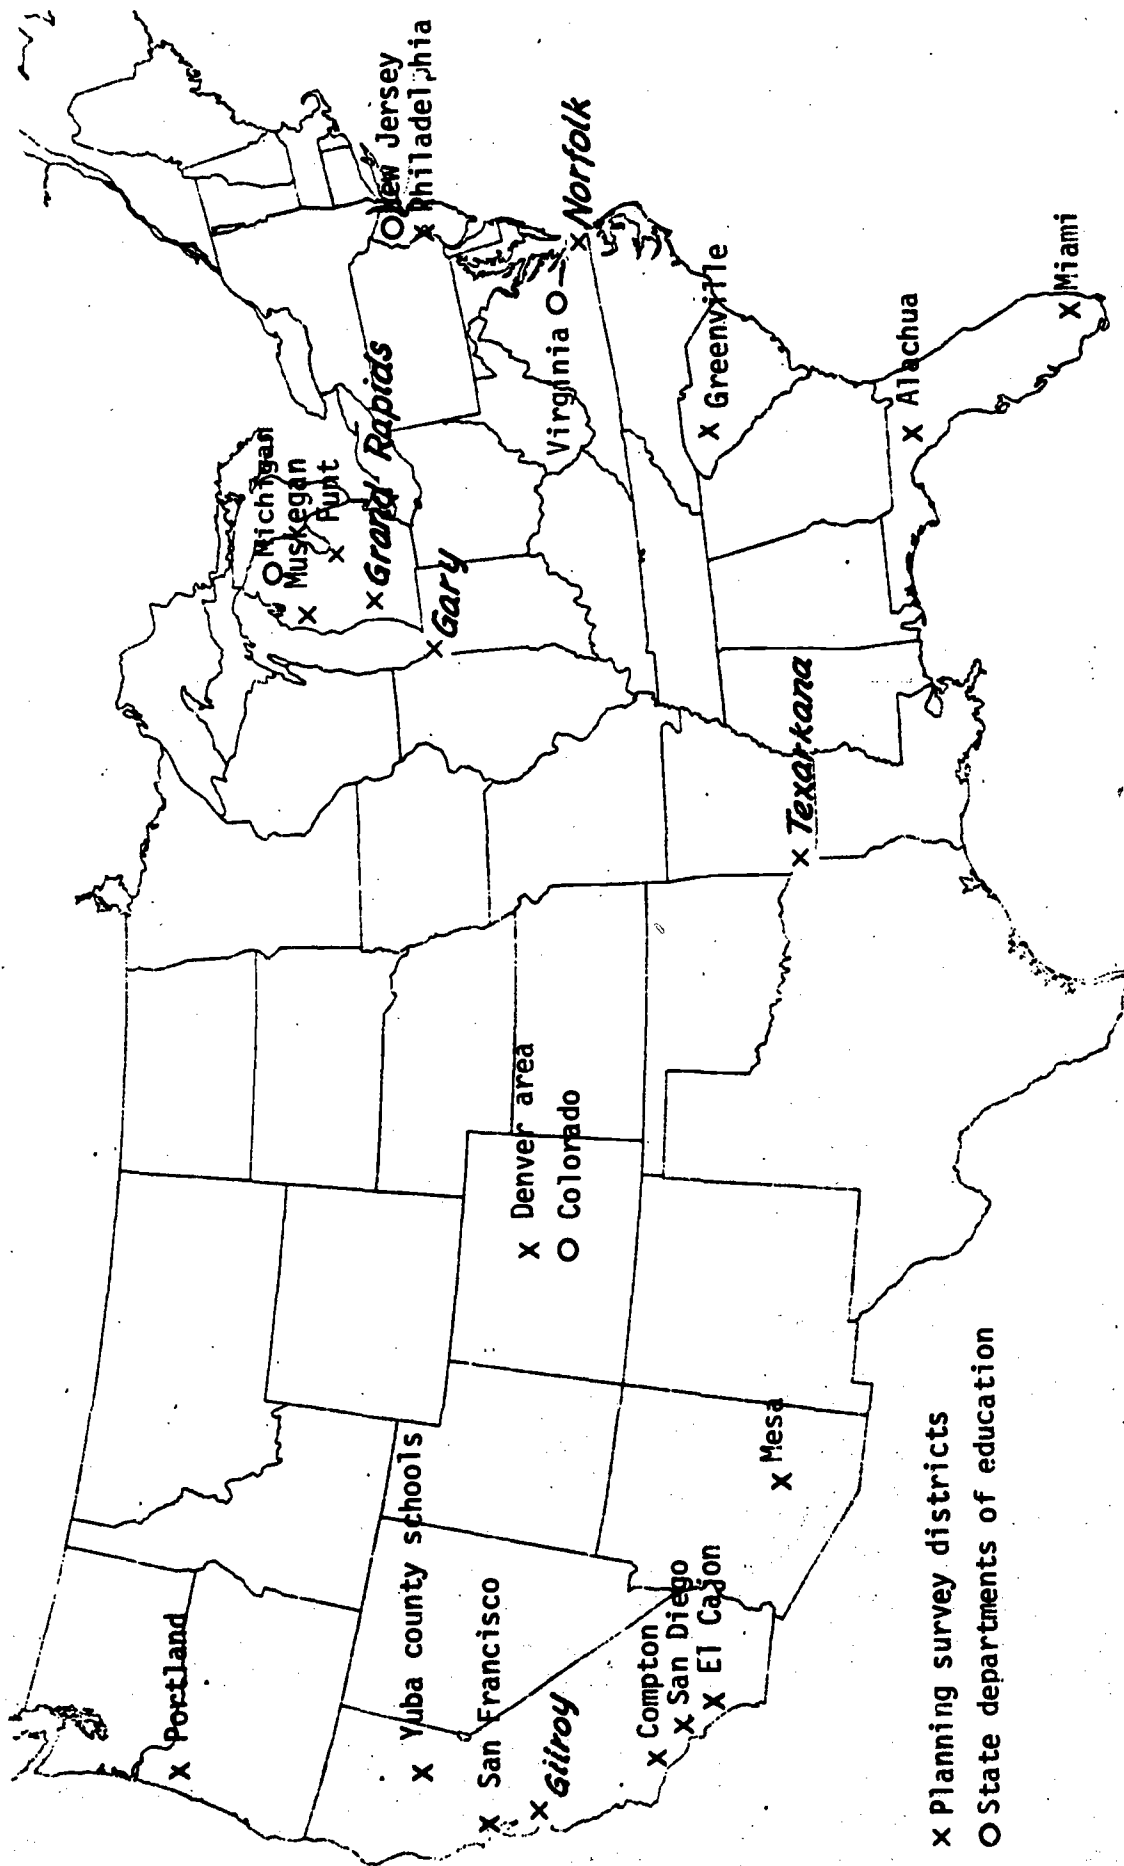 Portland
Yuba county schools
San Francisco
Gilroy
Compton
San Diego
El Cajon
Mesa
Denver area
Colorado
Texarkana
Gary
Michigan
Muskegan
Grand Rapids
Virginia
New Jersey
Philadelphia
Norfolk
Greenville
Alachua
Miami
X Planning survey districts
O State departments of education